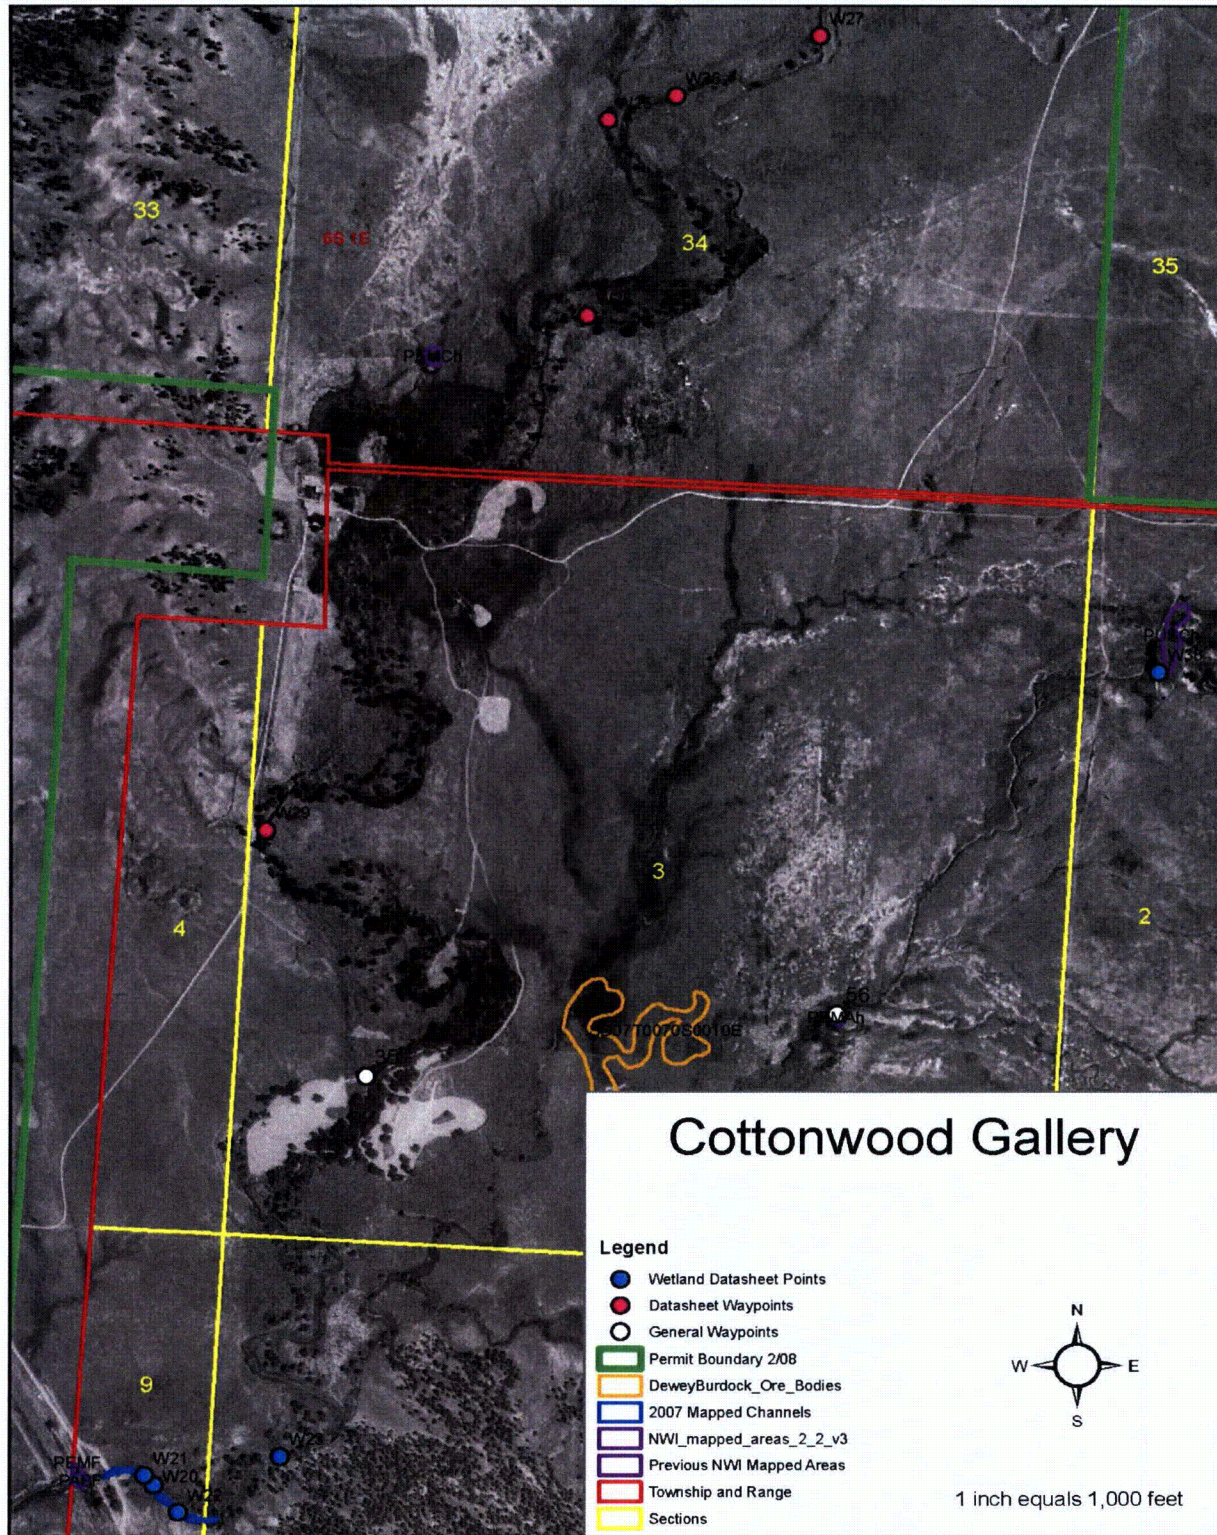 W27
33
6S 1E
34
35
W29
3
4
2
56
35
Cottonwood Gallery
Legend
Wetland Datasheet Points
Datasheet Waypoints
General Waypoints
Permit Boundary 2/08
DeweyBurdock_Ore_Bodies
2007 Mapped Channels
NWI_mapped_areas_2_2_v3
Previous NWI Mapped Areas
Township and Range
Sections
N
W E
S
1 inch equals 1,000 feet
9
W21
W20
W22
PEMF